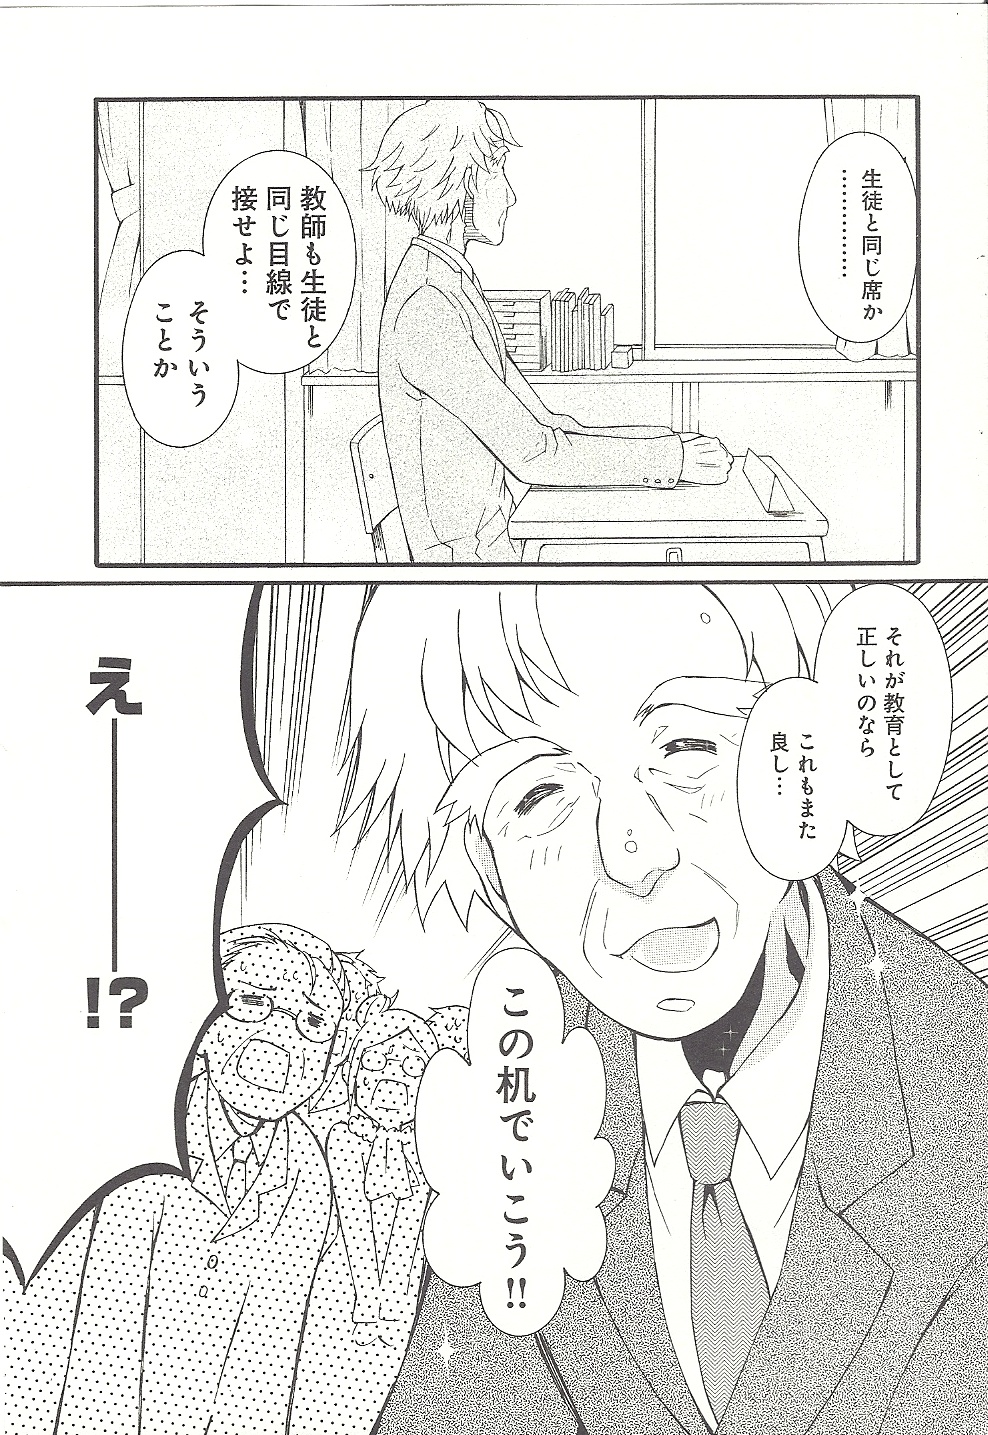 生徒と同じ席か
…………
教師も生徒と
同じ目線で
接せよ…
そういう
ことか
それが教育として
正しいのなら
これもまた
良し…
この机でいこう!!
え――!?